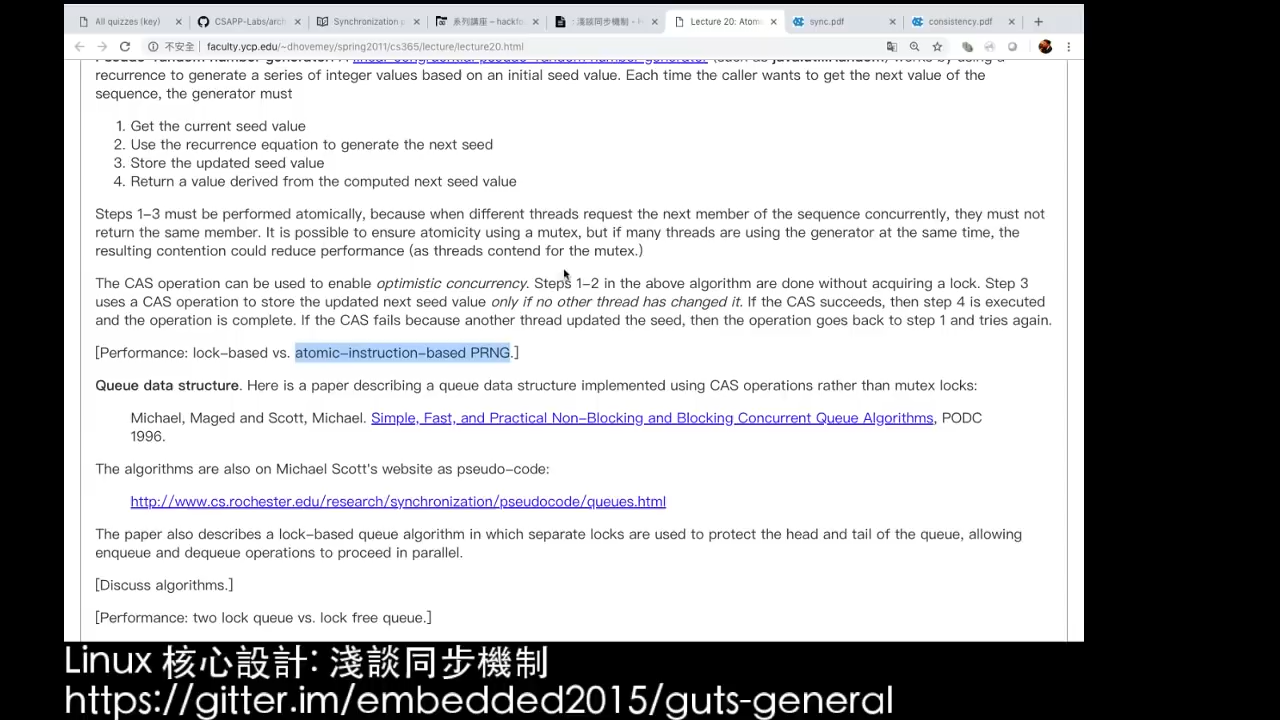 All quizzes (key)
CSAPP-Labs/arc
Synchronization
系列講座 – hackfo
: 淺談同步機制 –
Lecture 20: Atom
sync.pdf
consistency.pdf
不安全 | faculty.ycp.edu/~dhovemey/spring2011/cs365/lecture/lecture20.html
recurrence to generate a series of integer values based on an initial seed value. Each time the caller wants to get the next value of the
sequence, the generator must
1. Get the current seed value
2. Use the recurrence equation to generate the next seed
3. Store the updated seed value
4. Return a value derived from the computed next seed value
Steps 1–3 must be performed atomically, because when different threads request the next member of the sequence concurrently, they must not
return the same member. It is possible to ensure atomicity using a mutex, but if many threads are using the generator at the same time, the
resulting contention could reduce performance (as threads contend for the mutex.)
The CAS operation can be used to enable optimistic concurrency. Steps 1–2 in the above algorithm are done without acquiring a lock. Step 3
uses a CAS operation to store the updated next seed value only if no other thread has changed it. If the CAS succeeds, then step 4 is executed
and the operation is complete. If the CAS fails because another thread updated the seed, then the operation goes back to step 1 and tries again.
[Performance: lock-based vs. atomic-instruction-based PRNG.]
Queue data structure. Here is a paper describing a queue data structure implemented using CAS operations rather than mutex locks:
Michael, Maged and Scott, Michael. Simple, Fast, and Practical Non-Blocking and Blocking Concurrent Queue Algorithms, PODC
1996.
The algorithms are also on Michael Scott's website as pseudo-code:
http://www.cs.rochester.edu/research/synchronization/pseudocode/queues.html
The paper also describes a lock-based queue algorithm in which separate locks are used to protect the head and tail of the queue, allowing
enqueue and dequeue operations to proceed in parallel.
[Discuss algorithms.]
[Performance: two lock queue vs. lock free queue.]
Linux 核心設計: 淺談同步機制
https://gitter.im/embedded2015/guts-general